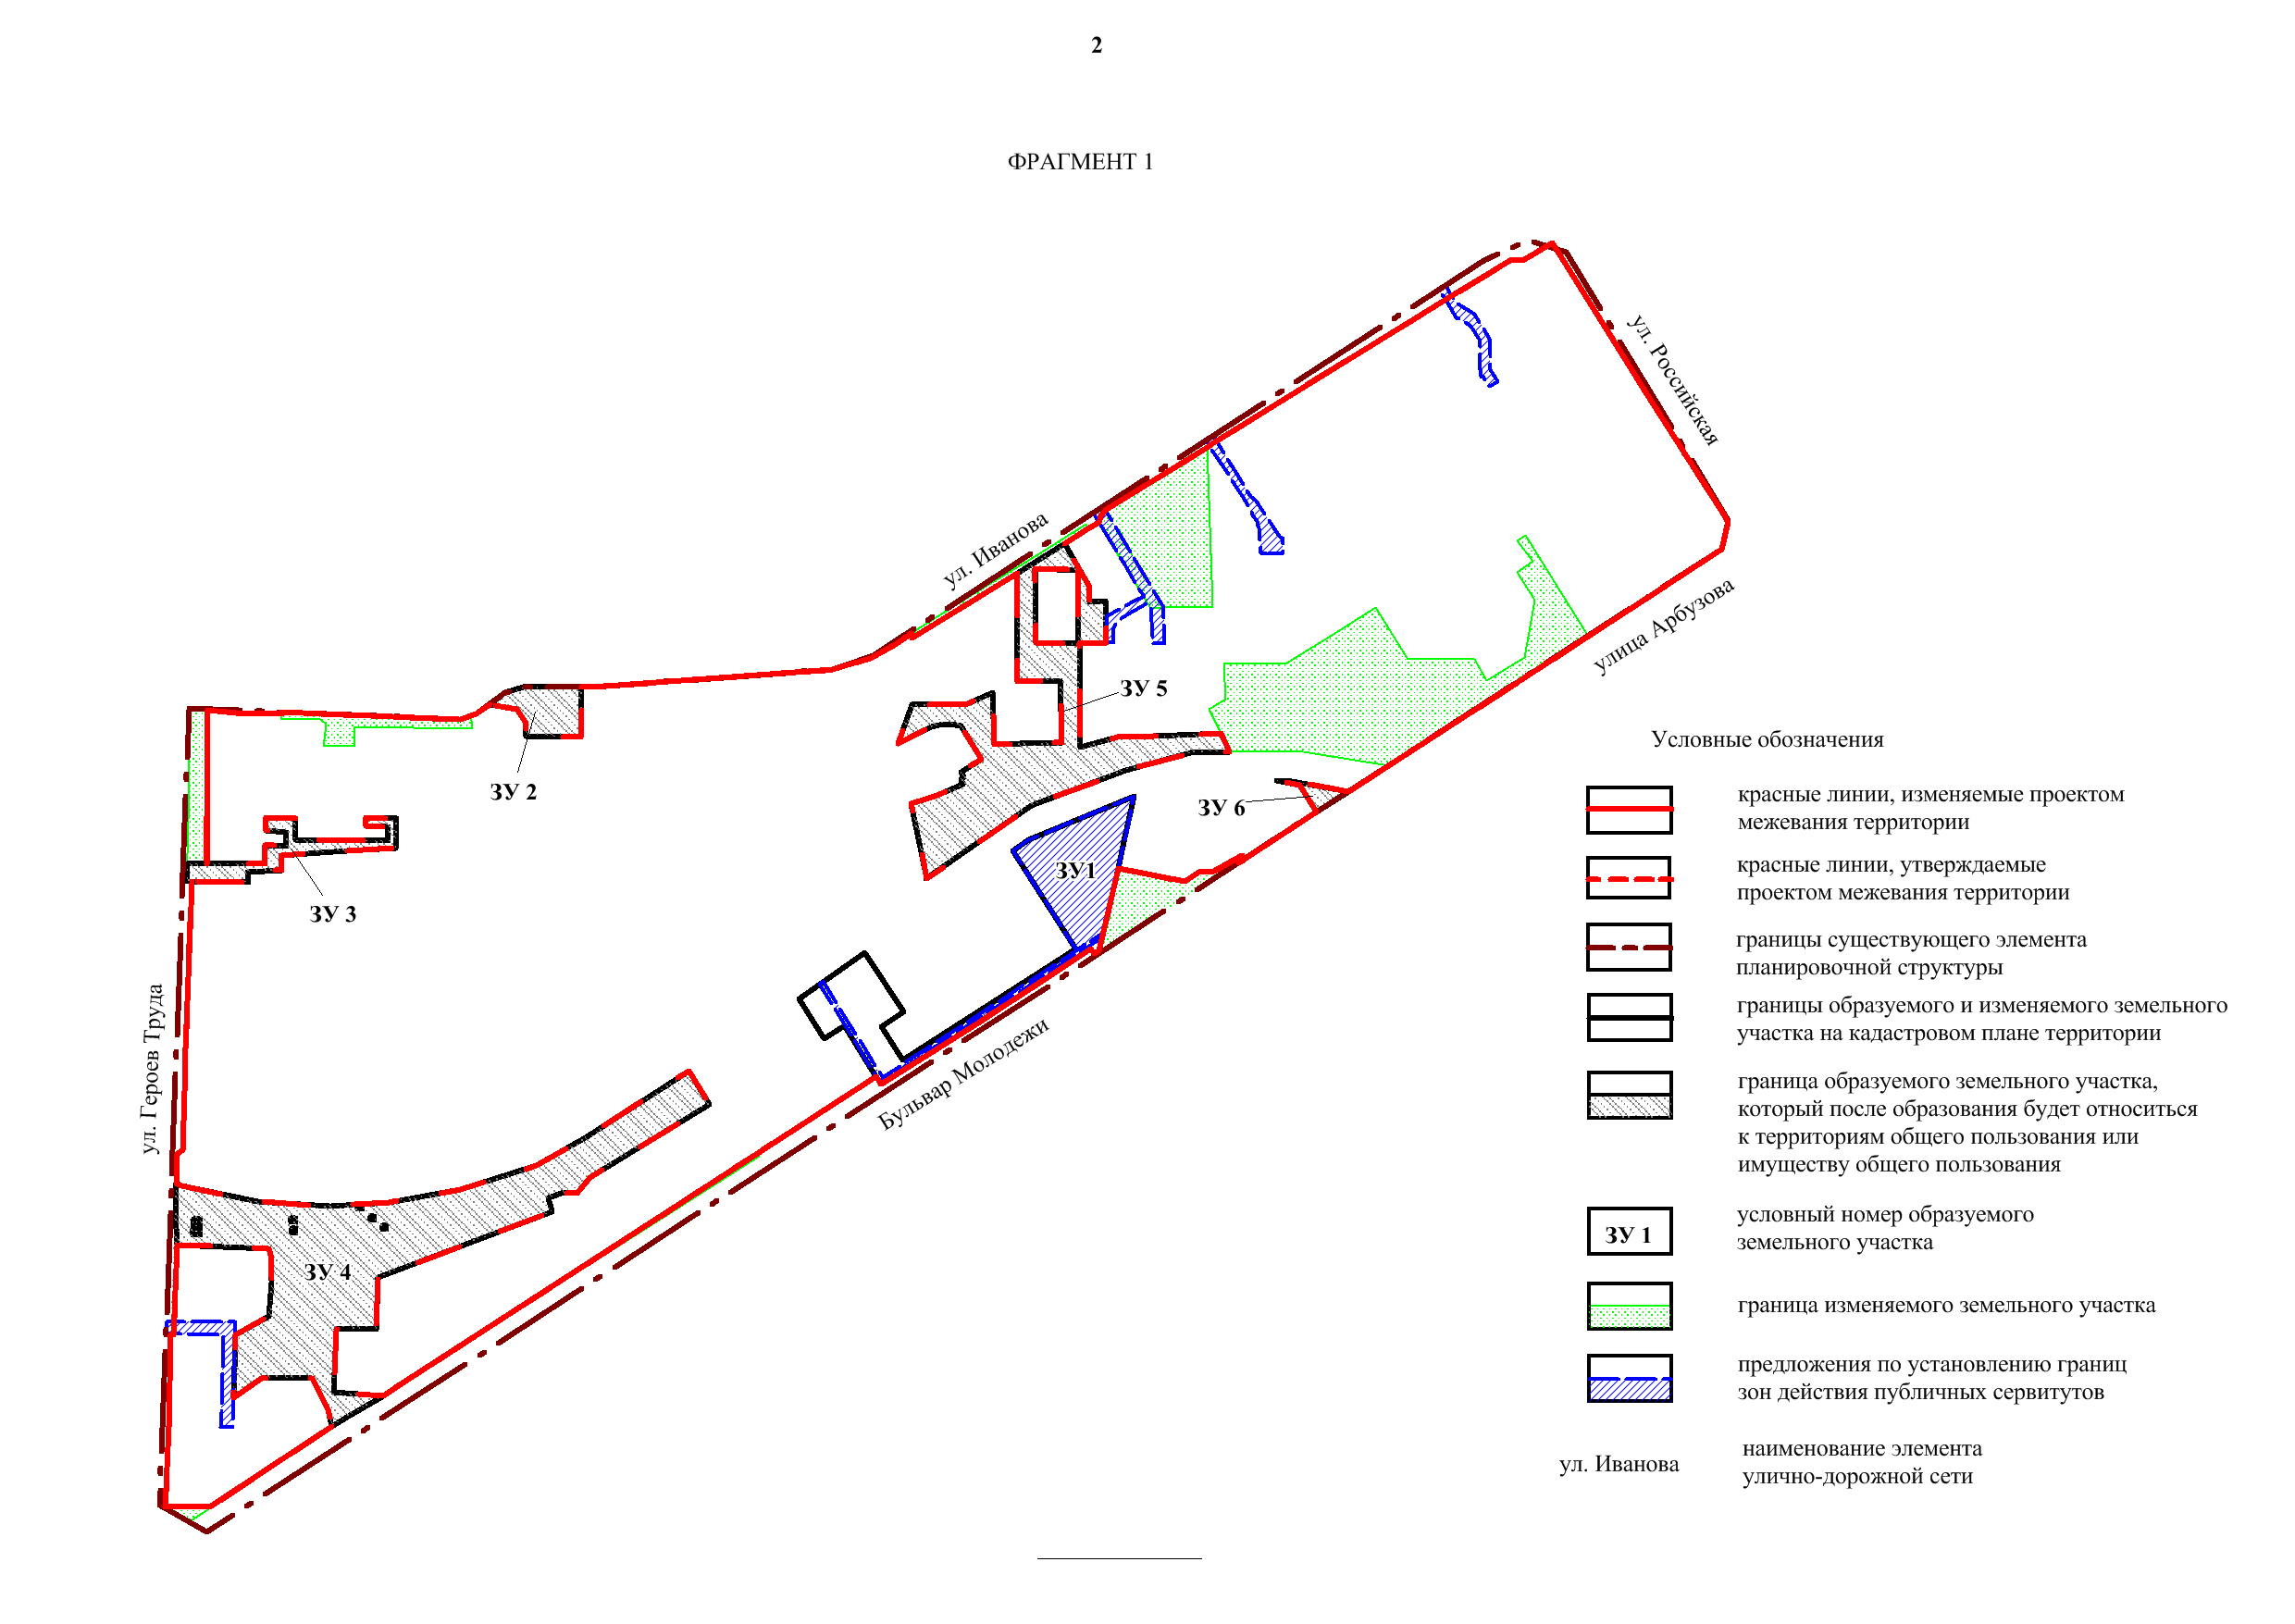 2
ФРАГМЕНТ 1
ул. Российская
ул. Иванова
улица Арбузова
ЗУ 5
ЗУ 2
ЗУ 6
ЗУ1
ЗУ 3
ул. Героев Труда
Бульвар Молодежи
ЗУ 4
Условные обозначения
красные линии, изменяемые проектом
межевания территории
красные линии, утверждаемые
проектом межевания территории
границы существующего элемента
планировочной структуры
границы образуемого и изменяемого земельного
участка на кадастровом плане территории
граница образуемого земельного участка,
который после образования будет относиться
к территориям общего пользования или
имуществу общего пользования
ЗУ 1
условный номер образуемого
земельного участка
граница изменяемого земельного участка
предложения по установлению границ
зон действия публичных сервитутов
ул. Иванова
наименование элемента
улично-дорожной сети